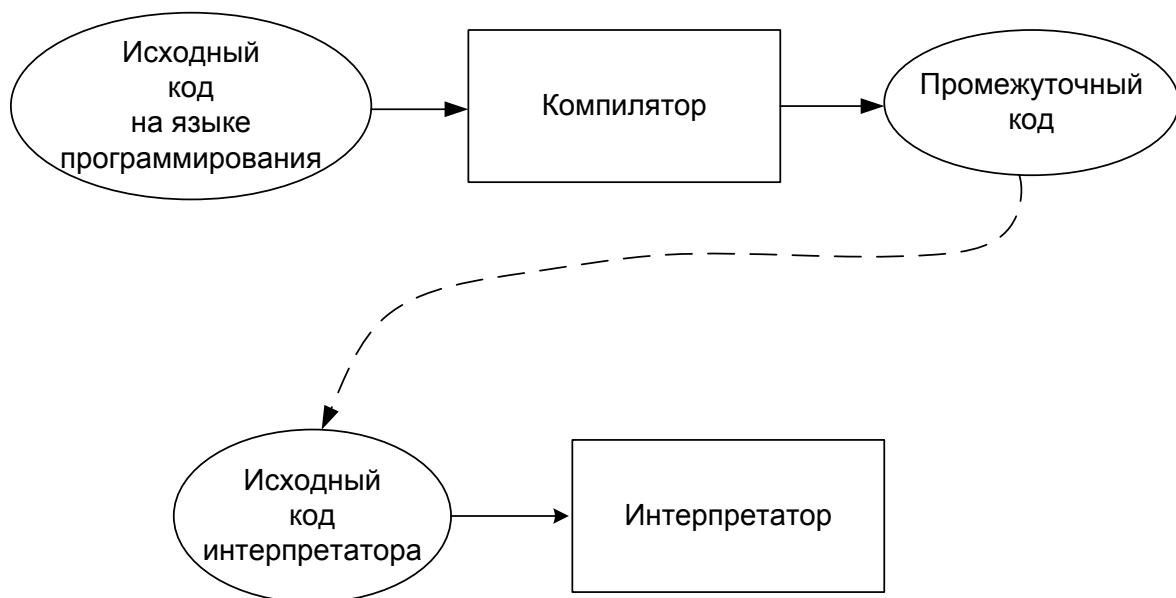 Исходный
код
на языке
программирования
Компилятор
Промежуточный
код
Исходный
код
интерпретатора
Интерпретатор